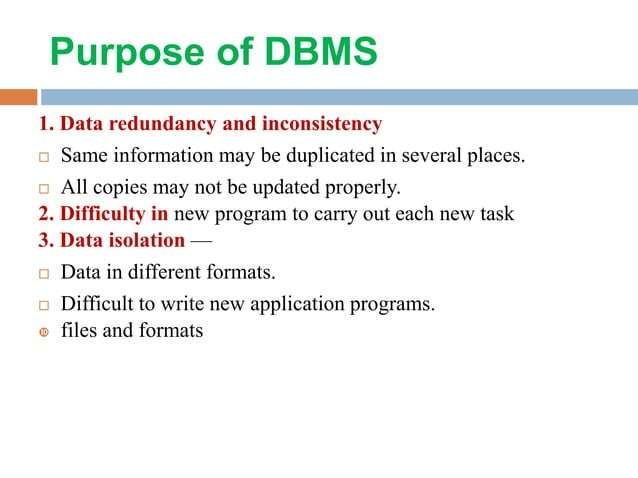 Purpose of DBMS
1. Data redundancy and inconsistency
Same information may be duplicated in several places.
All copies may not be updated properly.
2. Difficulty in new program to carry out each new task
3. Data isolation —
Data in different formats.
Difficult to write new application programs.
files and formats